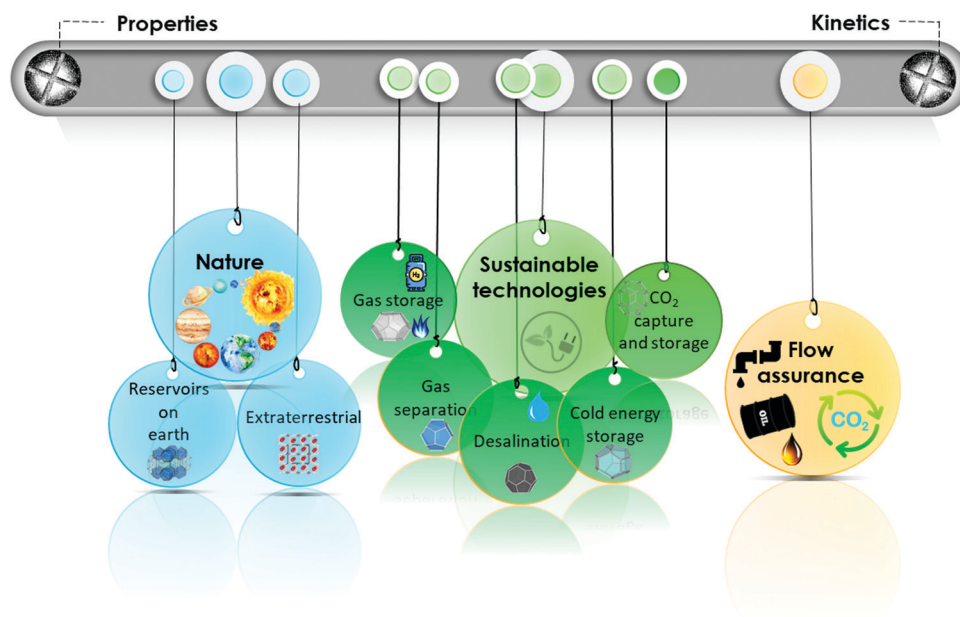 Properties
Kinetics
Nature
Reservoirs
on
earth
Extraterrestrial
H₂
Gas storage
Gas
separation
Sustainable
technologies
Desalination
Cold energy
storage
CO₂
capture
and storage
Flow
assurance
OIL
CO₂